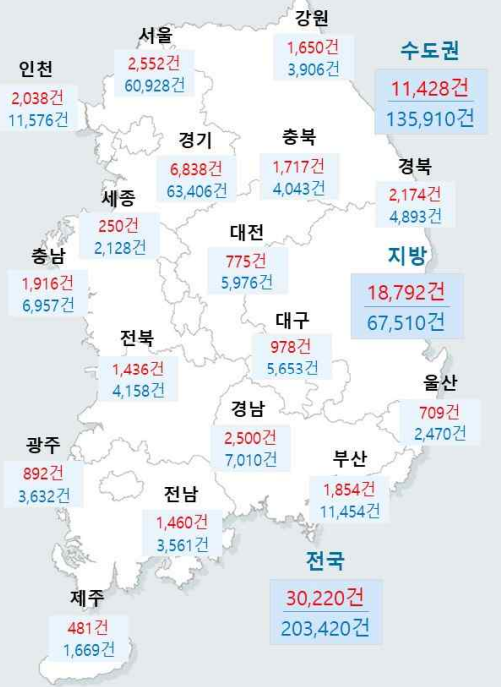 강원
1,650건
3,906건
서울
2,552건
60,928건
수도권
11,428건
135,910건
인천
2,038건
11,576건
경기
6,838건
63,406건
충북
1,717건
4,043건
경북
2,174건
4,893건
세종
250건
2,128건
대전
775건
5,976건
충남
1,916건
6,957건
지방
18,792건
67,510건
대구
978건
5,653건
전북
1,436건
4,158건
울산
709건
2,470건
경남
2,500건
7,010건
광주
892건
3,632건
부산
1,854건
11,454건
전남
1,460건
3,561건
전국
30,220건
203,420건
제주
481건
1,669건